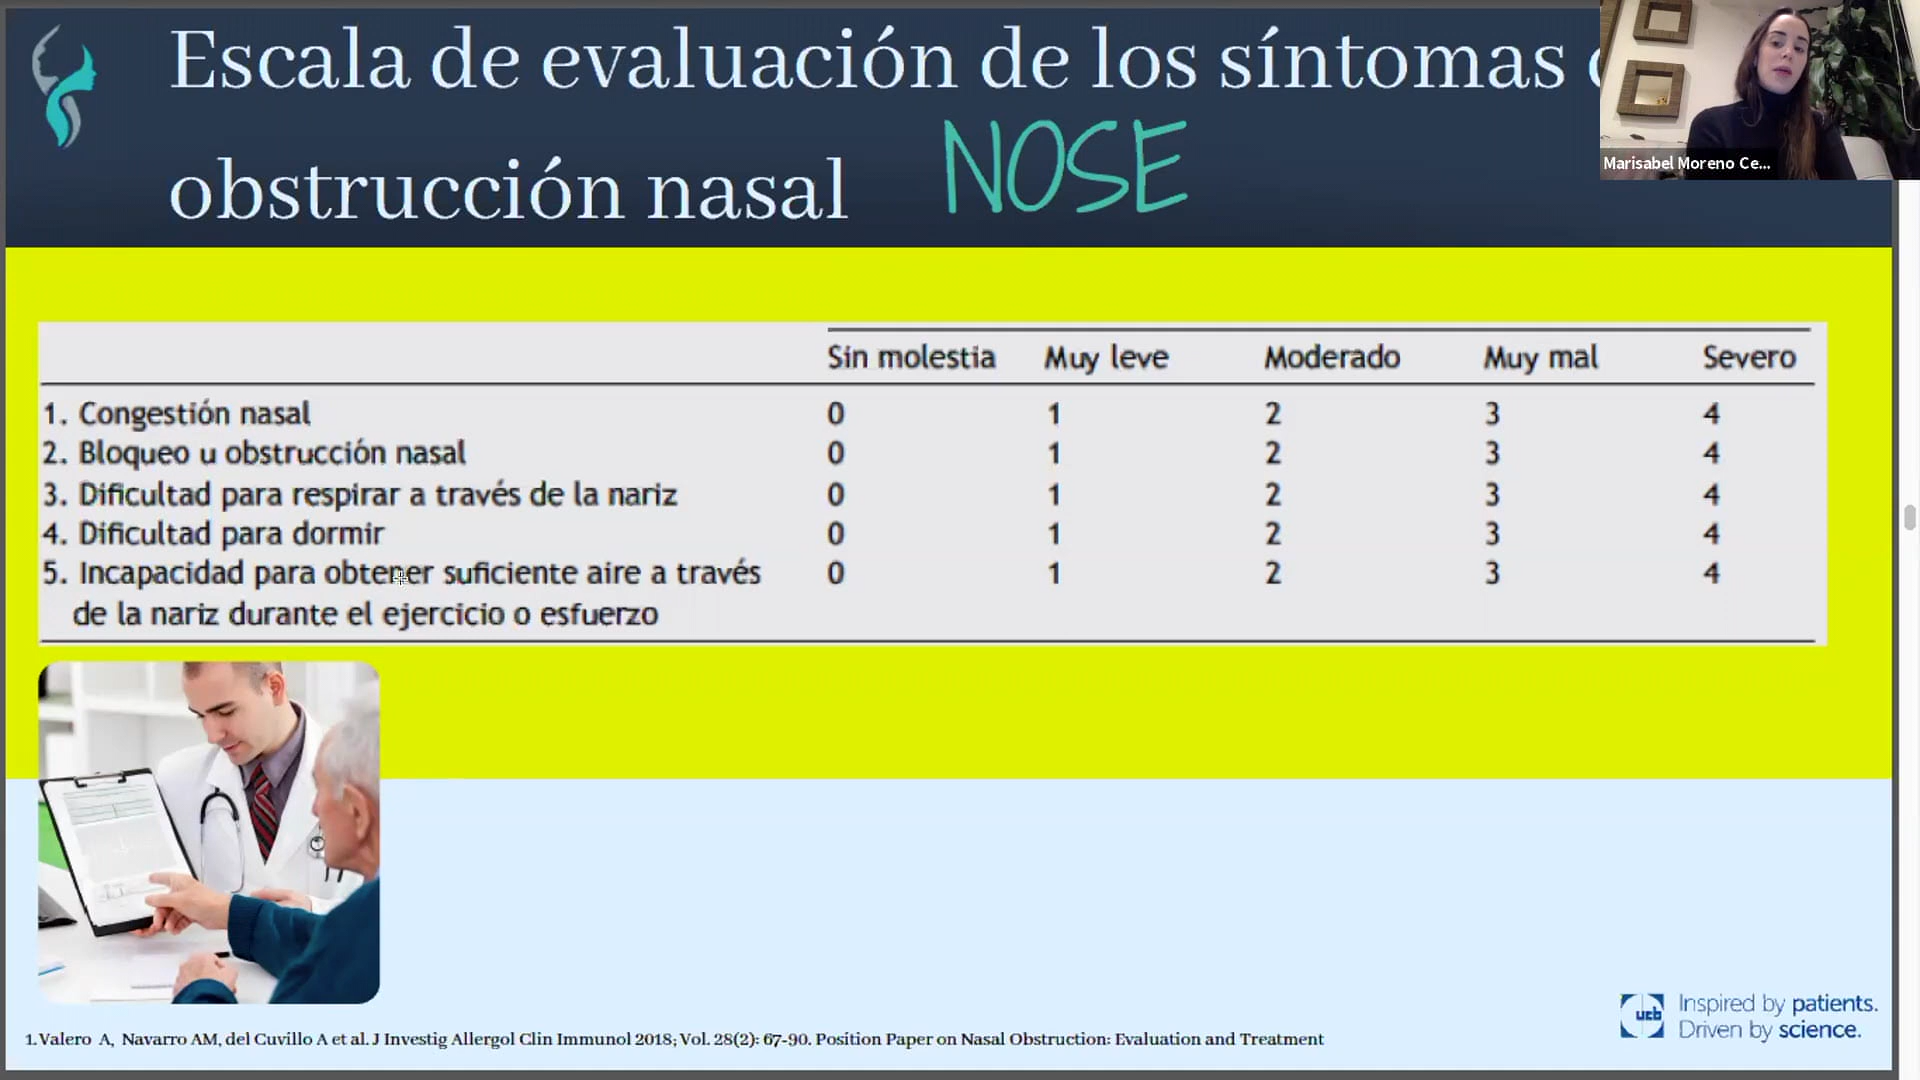 Escala de evaluación de los síntomas
obstrucción nasal NOSE
Marisabel Moreno Ce...
Sin molestia Muy leve Moderado Muy mal Severo
1. Congestión nasal 0 1 2 3 4
2. Bloqueo u obstrucción nasal 0 1 2 3 4
3. Dificultad para respirar a través de la nariz 0 1 2 3 4
4. Dificultad para dormir 0 1 2 3 4
5. Incapacidad para obtener suficiente aire a través 0 1 2 3 4
de la nariz durante el ejercicio o esfuerzo
ucb Inspired by patients.
Driven by science.
1. Valero A, Navarro AM, del Cuvillo A et al. J Investig Allergol Clin Immunol 2018; Vol. 28(2): 67-90. Position Paper on Nasal Obstruction: Evaluation and Treatment